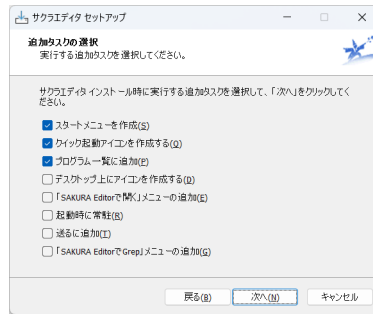 サクラエディタ セットアップ
追加タスクの選択
実行する追加タスクを選択してください。
サクラエディタ インストール時に実行する追加タスクを選択して、「次へ」をクリックしてく
ださい。
スタートメニューを作成(S)
クイック起動アイコンを作成する(Q)
プログラム一覧に追加(P)
デスクトップ上にアイコンを作成する(D)
「SAKURA Editorで開く」メニューの追加(E)
起動時に常駐(R)
送るに追加(T)
「SAKURA EditorでGrep」メニューの追加(G)
戻る(B) 次へ(N) キャンセル